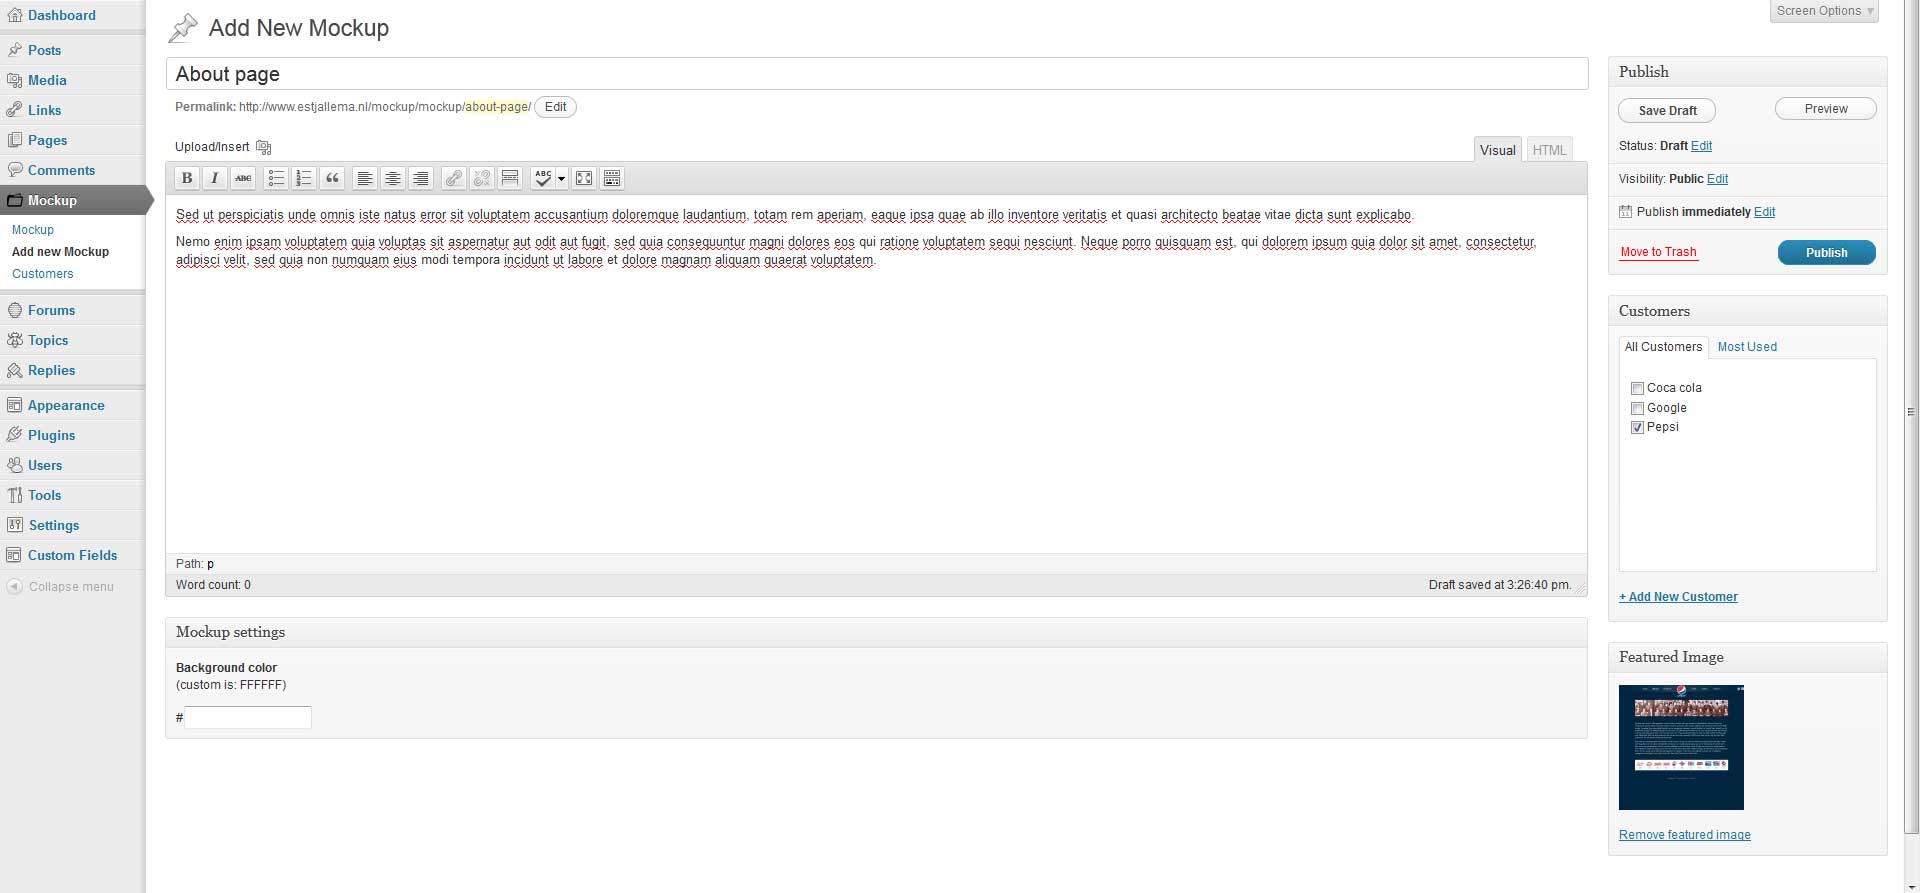 Dashboard
Posts
Media
Links
Pages
Comments
Mockup
Mockup
Add new Mockup
Customers
Forums
Topics
Replies
Appearance
Plugins
Users
Tools
Settings
Custom Fields
Collapse menu
Screen Options
Add New Mockup
About page
Permalink: http://www.estjallema.nl/mockup/mockup/about-page/ Edit
Upload/Insert
Visual HTML
B I ABC ABC
Sed ut perspiciatis unde omnis iste natus error sit voluptatem accusantium doloremque laudantium, totam rem aperiam, eaque ipsa quae ab illo inventore veritatis et quasi architecto beatae vitae dicta sunt explicabo.
Nemo enim ipsam voluptatem quia voluptas sit aspernatur aut odit aut fugit, sed quia consequuntur magni dolores eos qui ratione voluptatem sequi nesciunt. Neque porro quisquam est, qui dolorem ipsum quia dolor sit amet, consectetur,
adipisci velit, sed quia non numquam eius modi tempora incidunt ut labore et dolore magnam aliquam quaerat voluptatem.
Path: p
Word count: 0 Draft saved at 3:26:40 pm.
Mockup settings
Background color
(custom is: FFFFFF)
#
Publish
Save Draft Preview
Status: Draft Edit
Visibility: Public Edit
Publish immediately Edit
Move to Trash Publish
Customers
All Customers Most Used
Coca cola
Google
Pepsi
+ Add New Customer
Featured Image
Remove featured image